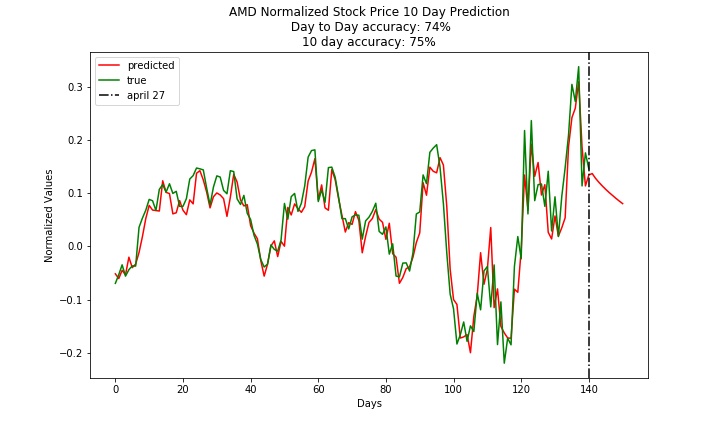 AMD Normalized Stock Price 10 Day Prediction
Day to Day accuracy: 74%
10 day accuracy: 75%
predicted
true
april 27
Normalized Values
0.3
0.2
0.1
0.0
−0.1
−0.2
0
20
40
60
80
100
120
140
Days